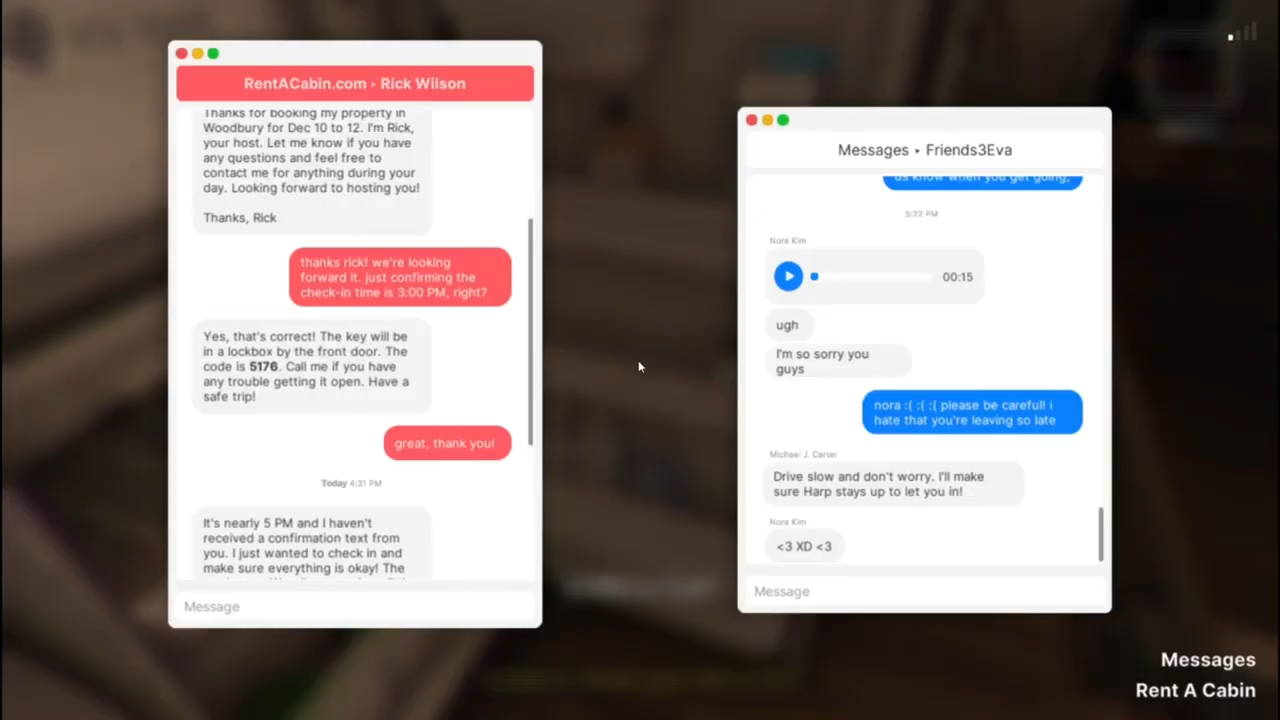 RentACabin.com • Rick Wilson
Thanks for booking my property in
Woodbury for Dec 10 to 12. I'm Rick,
your host. Let me know if you have
any questions and feel free to
contact me for anything during your
day. Looking forward to hosting you!
Thanks, Rick
thanks rick! we're looking
forward it. just confirming the
check-in time is 3:00 PM, right?
Yes, that's correct! The key will be
in a lockbox by the front door. The
code is 5176. Call me if you have
any trouble getting it open. Have a
safe trip!
great, thank you!
Today 4:31 PM
It's nearly 5 PM and I haven't
received a confirmation text from
you. I just wanted to check in and
make sure everything is okay! The
Message
Messages • Friends3Eva
us know when you get going,
5:22 PM
Nora Kim
00:15
ugh
I'm so sorry you
guys
nora :( :( :( please be careful! i
hate that you're leaving so late
Michael J. Carter
Drive slow and don't worry. I'll make
sure Harp stays up to let you in!
Nora Kim
<3 XD <3
Message
Messages
Rent A Cabin